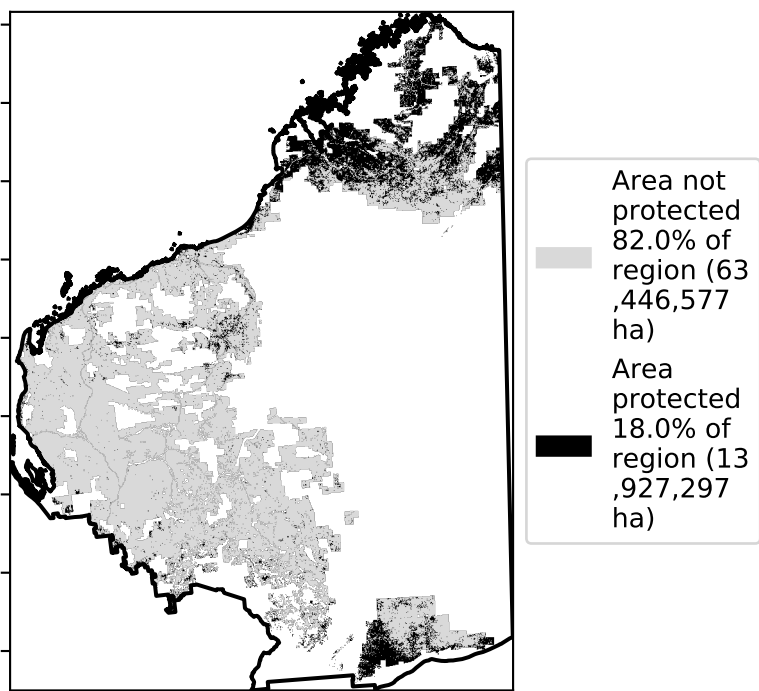 Area not
protected
82.0% of
region (63
,446,577
ha)
Area
protected
18.0% of
region (13
,927,297
ha)